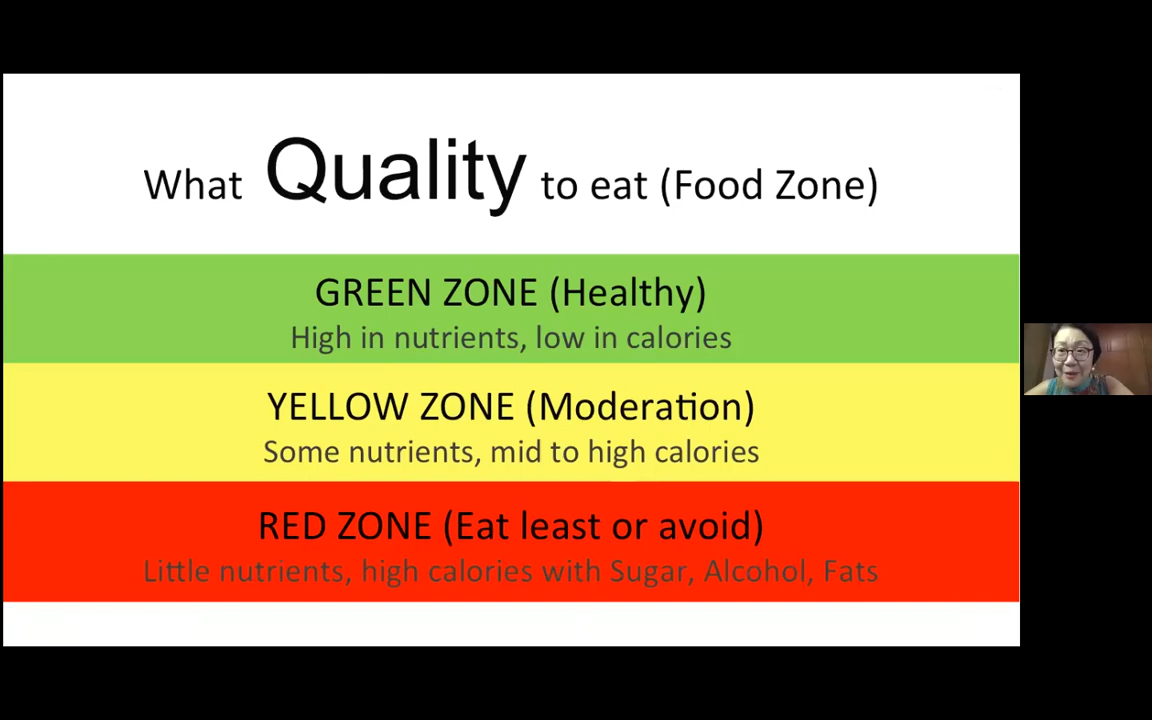 What Quality to eat (Food Zone)
GREEN ZONE (Healthy)
High in nutrients, low in calories
YELLOW ZONE (Moderation)
Some nutrients, mid to high calories
RED ZONE (Eat least or avoid)
Little nutrients, high calories with Sugar, Alcohol, Fats